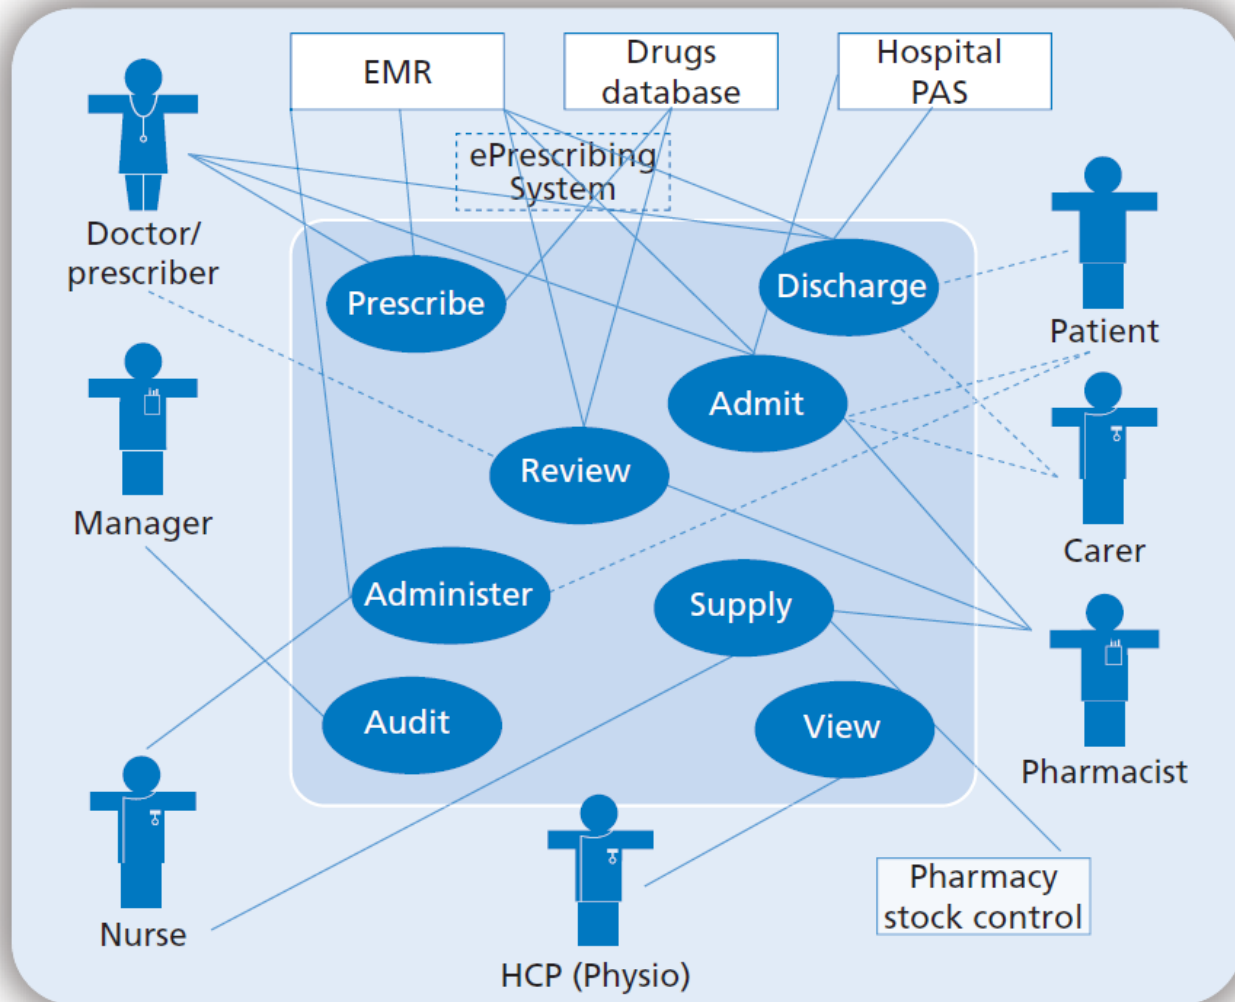 EMR
Drugs
database
Hospital
PAS
ePrescribing
System
Doctor/
prescriber
Prescribe
Discharge
Patient
Manager
Admit
Review
Carer
Administer
Supply
Audit
View
Pharmacist
Nurse
HCP (Physio)
Pharmacy
stock control